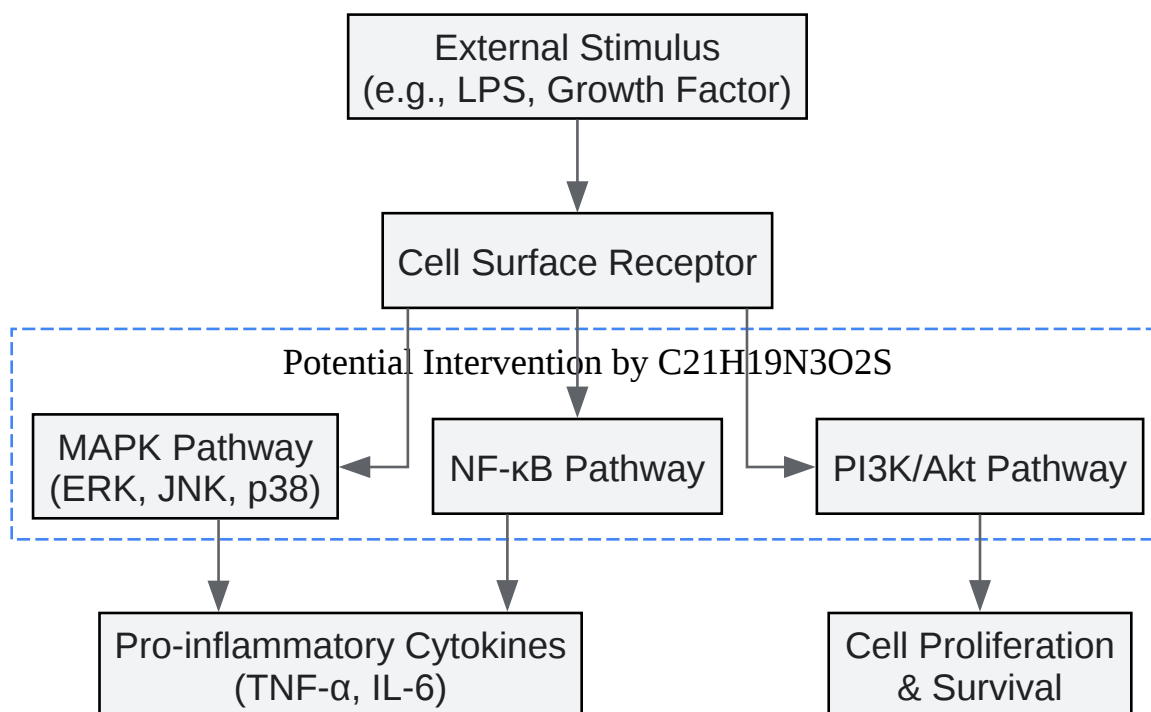 External Stimulus
(e.g., LPS, Growth Factor)
Cell Surface Receptor
Potential Intervention by C21H19N3O2S
MAPK Pathway
(ERK, JNK, p38)
NF-κB Pathway
PI3K/Akt Pathway
Pro-inflammatory Cytokines
(TNF-α, IL-6)
Cell Proliferation
& Survival